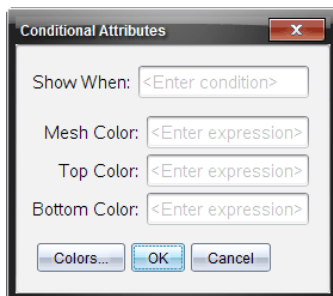 Conditional Attributes
Show When: <Enter condition>
Mesh Color: <Enter expression>
Top Color: <Enter expression>
Bottom Color: <Enter expression>
Colors... OK Cancel